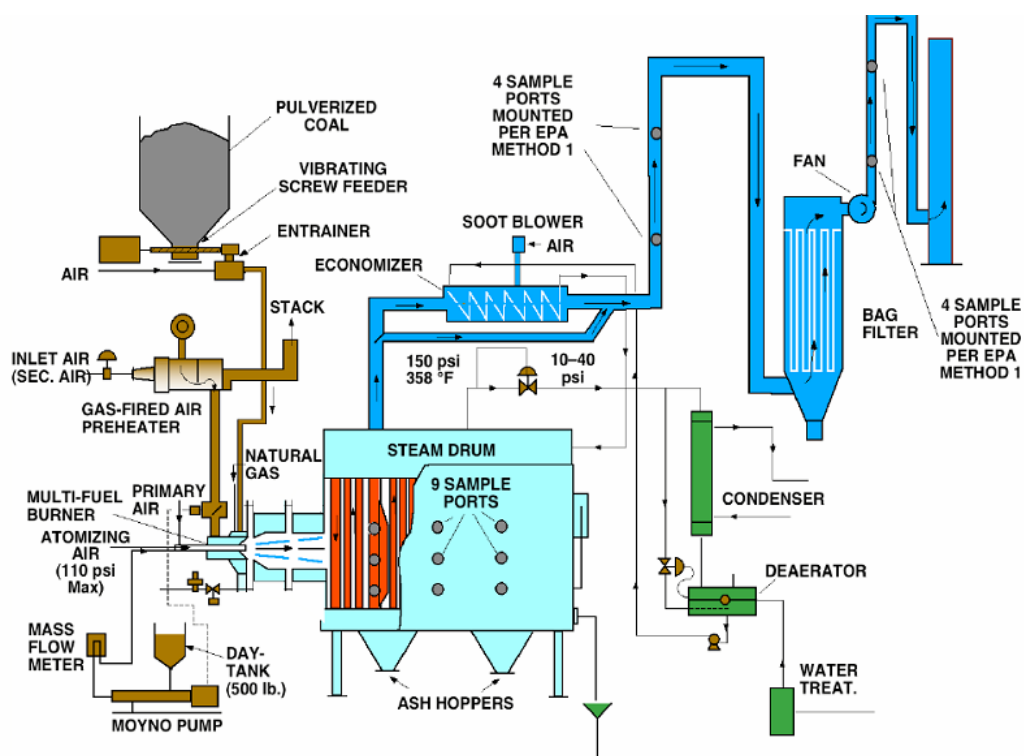 PULVERIZED
COAL
VIBRATING
SCREW FEEDER
ENTRAINER
AIR
STACK
INLET AIR
(SEC. AIR)
GAS-FIRED AIR
PREHEATER
NATURAL
GAS
MULTI-FUEL
BURNER
PRIMARY
AIR
ATOMIZING
AIR
(110 psi
Max)
MASS
FLOW
METER
DAY-
TANK
(500 lb.)
MOYNO PUMP
4 SAMPLE
PORTS
MOUNTED
PER EPA
METHOD 1
SOOT BLOWER
AIR
ECONOMIZER
150 psi
358 °F
10–40
psi
STEAM DRUM
9 SAMPLE
PORTS
ASH HOPPERS
FAN
BAG
FILTER
4 SAMPLE
PORTS
MOUNTED
PER EPA
METHOD 1
CONDENSER
DEAERATOR
WATER
TREAT.